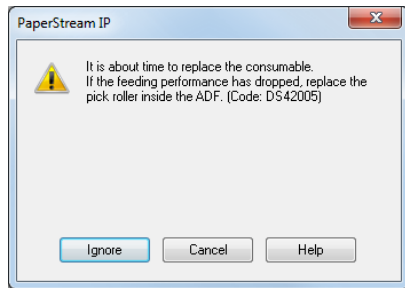 PaperStream IP
It is about time to replace the consumable.
If the feeding performance has dropped, replace the
pick roller inside the ADF. (Code: DS42005)
Ignore
Cancel
Help